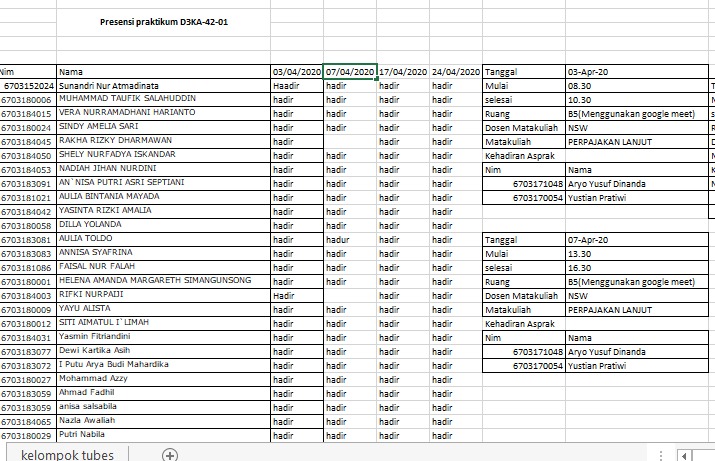 Presensi praktikum D3KA-42-01
Nim Nama 03/04/2020 07/04/2020 17/04/2020 24/04/2020 Tanggal 03-Apr-20
6703152024 Sunandri Nur Atmadinata Haadir hadir hadir hadir Mulai 08.30
6703180006 MUHAMMAD TAUFIK SALAHUDDIN hadir hadir hadir hadir selesai 10.30
6703184015 VERA NURRAMADHANI HARIANTO hadir hadir hadir hadir Ruang B5(Menggunakan google meet)
6703180024 SINDY AMELIA SARI hadir hadir hadir hadir Dosen Matakuliah NSW
6703184045 RAKHA RIZKY DHARMAWAN hadir hadir hadir Matakuliah PERPAJAKAN LANJUT
6703184050 SHELY NURFADYA ISKANDAR hadir hadir hadir hadir Kehadiran Asprak
6703184053 NADIAH JIHAN NURDINI hadir hadir hadir hadir Nim Nama
6703183091 AN`NISA PUTRI ASRI SEPTIANI hadir hadir hadir hadir 6703171048 Aryo Yusuf Dinanda
6703181021 AULIA BINTANIA MAYADA hadir hadir hadir hadir 6703170054 Yustian Pratiwi
6703184042 YASINTA RIZKI AMALIA hadir hadir hadir hadir
6703180058 DILLA YOLANDA hadir hadir hadir hadir
6703183081 AULIA TOLDO hadir hadur hadir hadir Tanggal 07-Apr-20
6703183083 ANNISA SYAFRINA hadir hadir hadir hadir Mulai 13.30
6703181086 FAISAL NUR FALAH hadir hadir hadir hadir selesai 16.30
6703180001 HELENA AMANDA MARGARETH SIMANGUNSONG hadir hadir hadir hadir Ruang B5(Menggunakan google meet)
6703184003 RIFKI NURPAIJI Hadir hadir hadir Dosen Matakuliah NSW
6703180009 YAYU ALISTA hadir hadir hadir hadir Matakuliah PERPAJAKAN LANJUT
6703180012 SITI AIMATUL I`LIMAH hadir hadir hadir hadir Kehadiran Asprak
6703184031 Yasmin Fitriandini hadir hadir hadir hadir Nim Nama
6703183077 Dewi Kartika Asih hadir hadir hadir hadir 6703171048 Aryo Yusuf Dinanda
6703183072 I Putu Arya Budi Mahardika hadir hadir hadir hadir 6703170054 Yustian Pratiwi
6703180027 Mohammad Azzy hadir hadir hadir hadir
6703183059 Ahmad Fadhil hadir hadir hadir hadir
6703183059 anisa salsabila hadir hadir hadir hadir
6703184065 Nazla Awaliah hadir hadir hadir hadir
6703180029 Putri Nabila hadir hadir hadir hadir
kelompok tubes